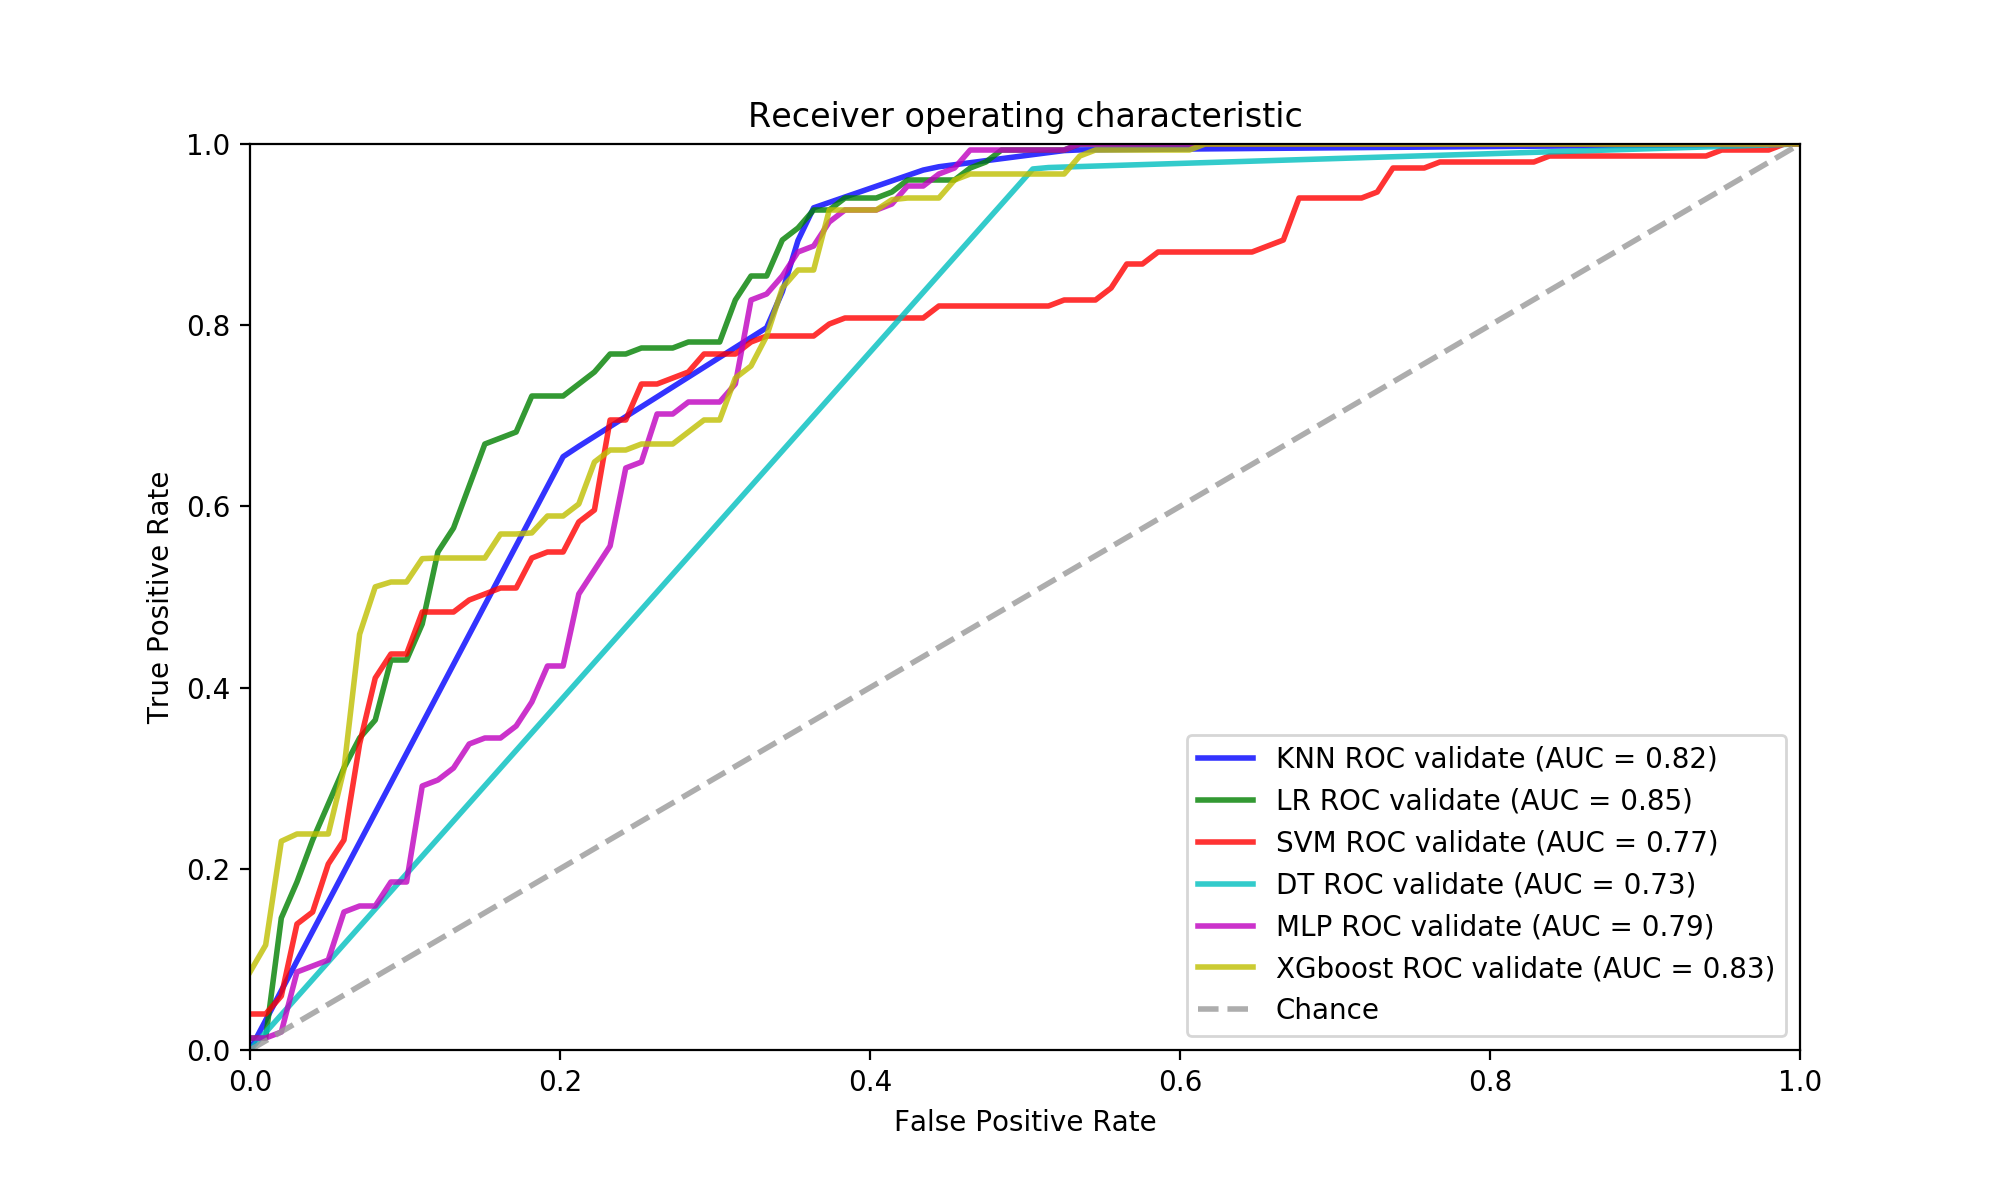 Receiver operating characteristic
1.0
0.8
0.6
0.4
0.2
0.0
True Positive Rate
KNN ROC validate (AUC = 0.82)
LR ROC validate (AUC = 0.85)
SVM ROC validate (AUC = 0.77)
DT ROC validate (AUC = 0.73)
MLP ROC validate (AUC = 0.79)
XGboost ROC validate (AUC = 0.83)
Chance
0.0 0.2 0.4 0.6 0.8 1.0
False Positive Rate